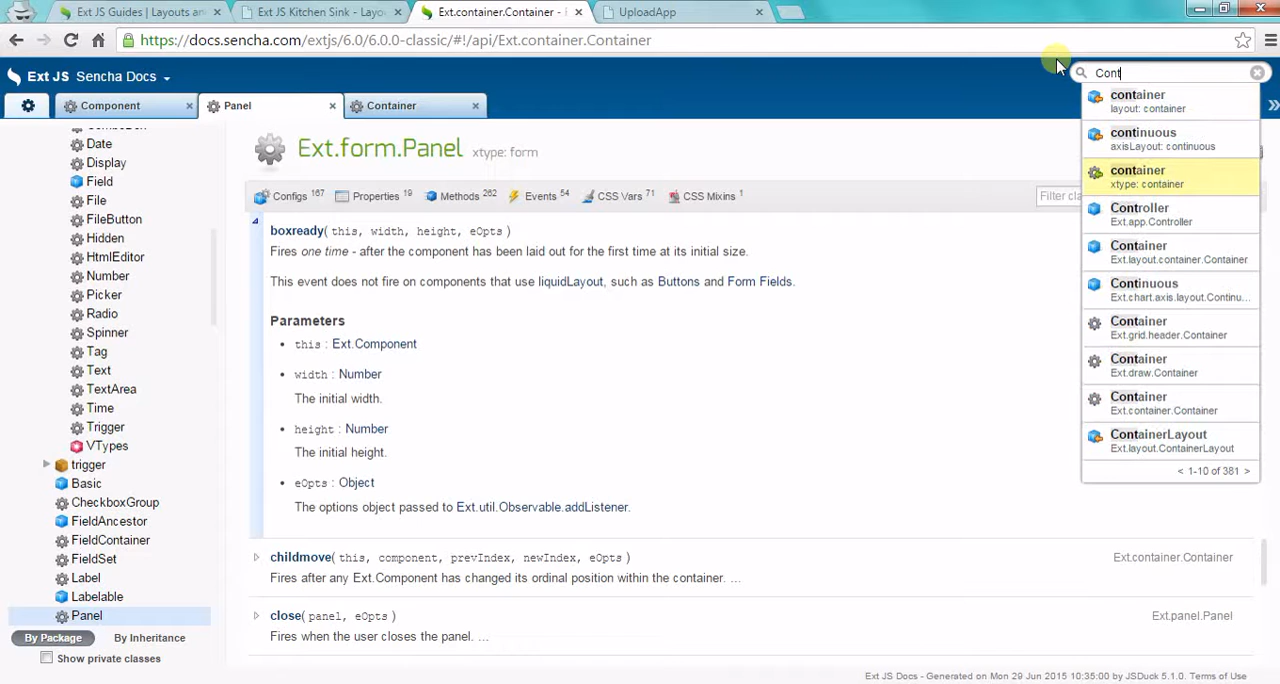 Ext JS Guides | Layouts and
Ext JS Kitchen Sink - Layo
Ext.container.Container - E
UploadApp
https://docs.sencha.com/extjs/6.0/6.0.0-classic/#!/api/Ext.container.Container
Ext JS Sencha Docs
Cont
Component
Panel
Container
Date
Display
Field
File
FileButton
Hidden
HtmlEditor
Number
Picker
Radio
Spinner
Tag
Text
TextArea
Time
Trigger
VTypes
trigger
Basic
CheckboxGroup
FieldAncestor
FieldContainer
FieldSet
Label
Labelable
Panel
By Package By Inheritance
Show private classes
Ext.form.Panel xtype: form
Configs 167 Properties 19 Methods 262 Events 54 CSS Vars 71 CSS Mixins 1
boxready( this, width, height, eOpts )
Fires one time - after the component has been laid out for the first time at its initial size.
This event does not fire on components that use liquidLayout, such as Buttons and Form Fields.
Parameters
• this : Ext.Component
• width : Number
The initial width.
• height : Number
The initial height.
• eOpts : Object
The options object passed to Ext.util.Observable.addListener.
childmove( this, component, prevIndex, newIndex, eOpts ) Ext.container.Container
Fires after any Ext.Component has changed its ordinal position within the container. ...
close( panel, eOpts ) Ext.panel.Panel
Fires when the user closes the panel. ...
container
layout: container
continuous
axisLayout: continuous
container
xtype: container
Controller
Ext.app.Controller
Container
Ext.layout.container.Container
Continuous
Ext.chart.axis.layout.Continu...
Container
Ext.grid.header.Container
Container
Ext.draw.Container
Container
Ext.container.Container
ContainerLayout
Ext.layout.ContainerLayout
< 1-10 of 381 >
Ext JS Docs - Generated on Mon 29 Jun 2015 10:35:00 by JSDuck 5.1.0. Terms of Use